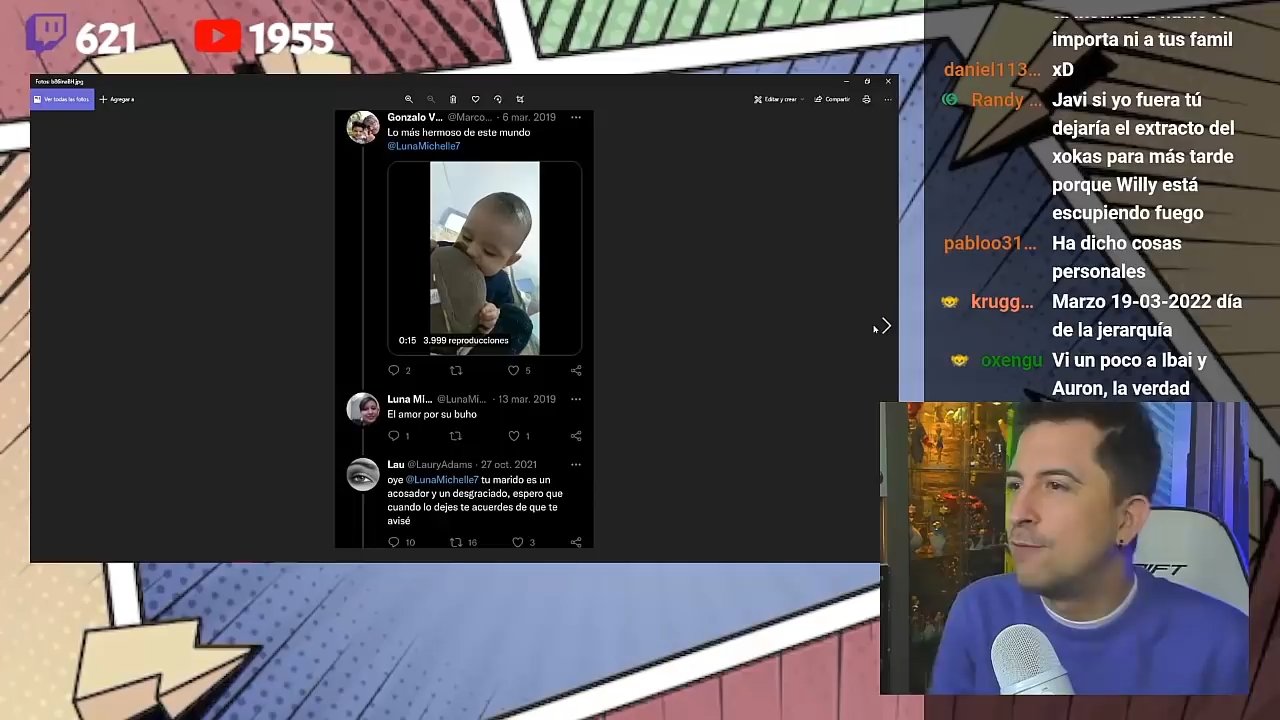 621
1955
Fotos: b86inaBH.jpg
Ver todas las fotos
Agregar a
Editar y crear
Compartir
Gonzalo V... @Marco... · 6 mar. 2019
Lo más hermoso de este mundo
@LunaMichelle7
0:15 3.999 reproducciones
2
5
Luna Mi... @LunaMi... · 13 mar. 2019
El amor por su buho
1
1
Lau @LauryAdams · 27 oct. 2021
oye @LunaMichelle7 tu marido es un
acosador y un desgraciado, espero que
cuando lo dejes te acuerdes de que te
avisé
10
16
3
importa ni a tus famil
daniel113... xD
Randy ... Javi si yo fuera tú
dejaría el extracto del
xokas para más tarde
porque Willy está
escupiendo fuego
pabloo31... Ha dicho cosas
personales
krugg... Marzo 19-03-2022 día
de la jerarquía
oxengu Vi un poco a Ibai y
Auron, la verdad